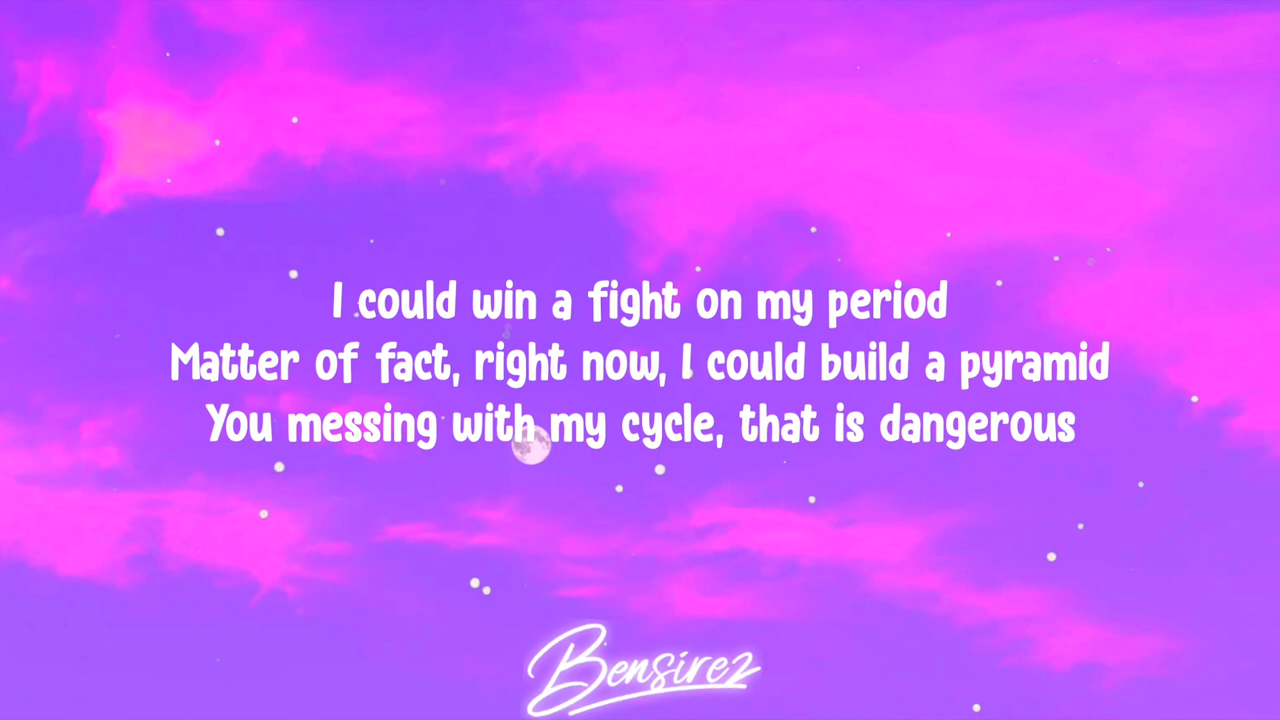 I could win a fight on my period
Matter of fact, right now, I could build a pyramid
You messing with my cycle, that is dangerous
Bensirez